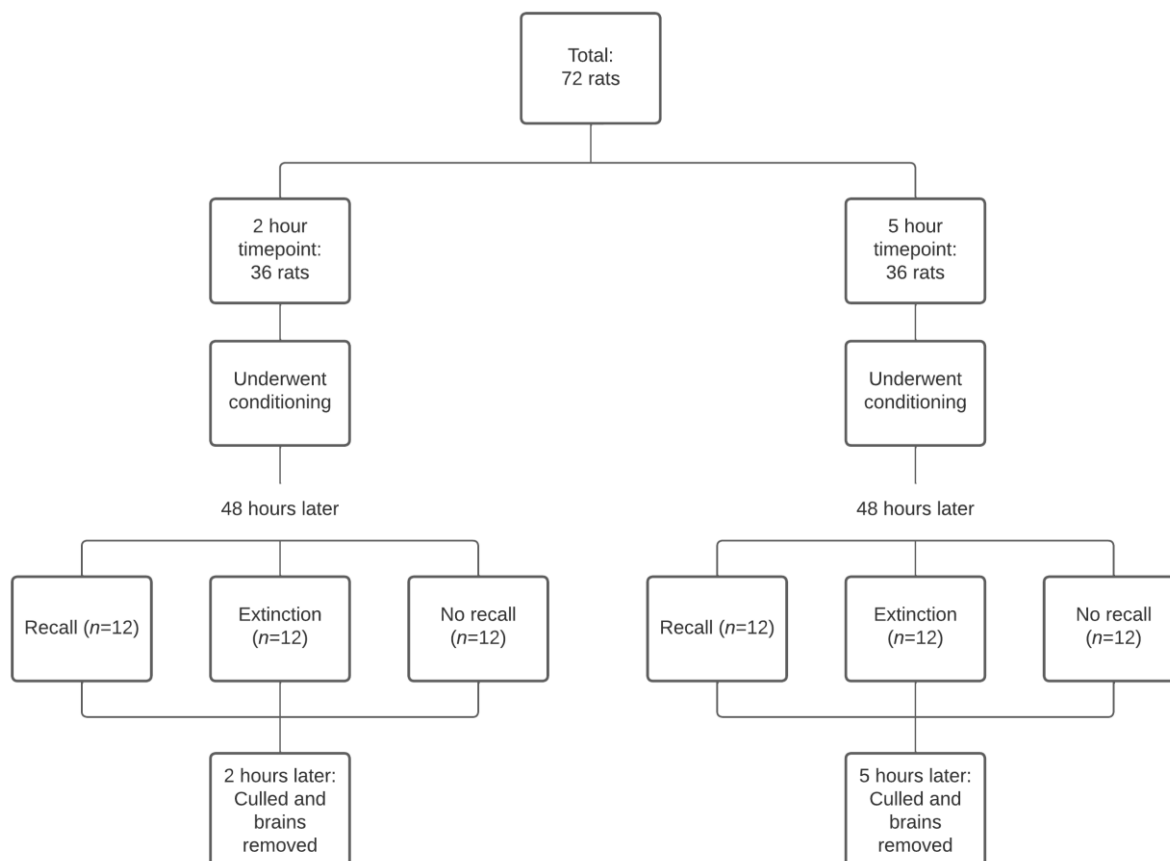 Total:
72 rats
2 hour
timepoint:
36 rats
5 hour
timepoint:
36 rats
Underwent
conditioning
Underwent
conditioning
48 hours later
48 hours later
Recall (n=12)
Extinction
(n=12)
No recall
(n=12)
Recall (n=12)
Extinction
(n=12)
No recall
(n=12)
2 hours later:
Culled and
brains
removed
5 hours later:
Culled and
brains
removed